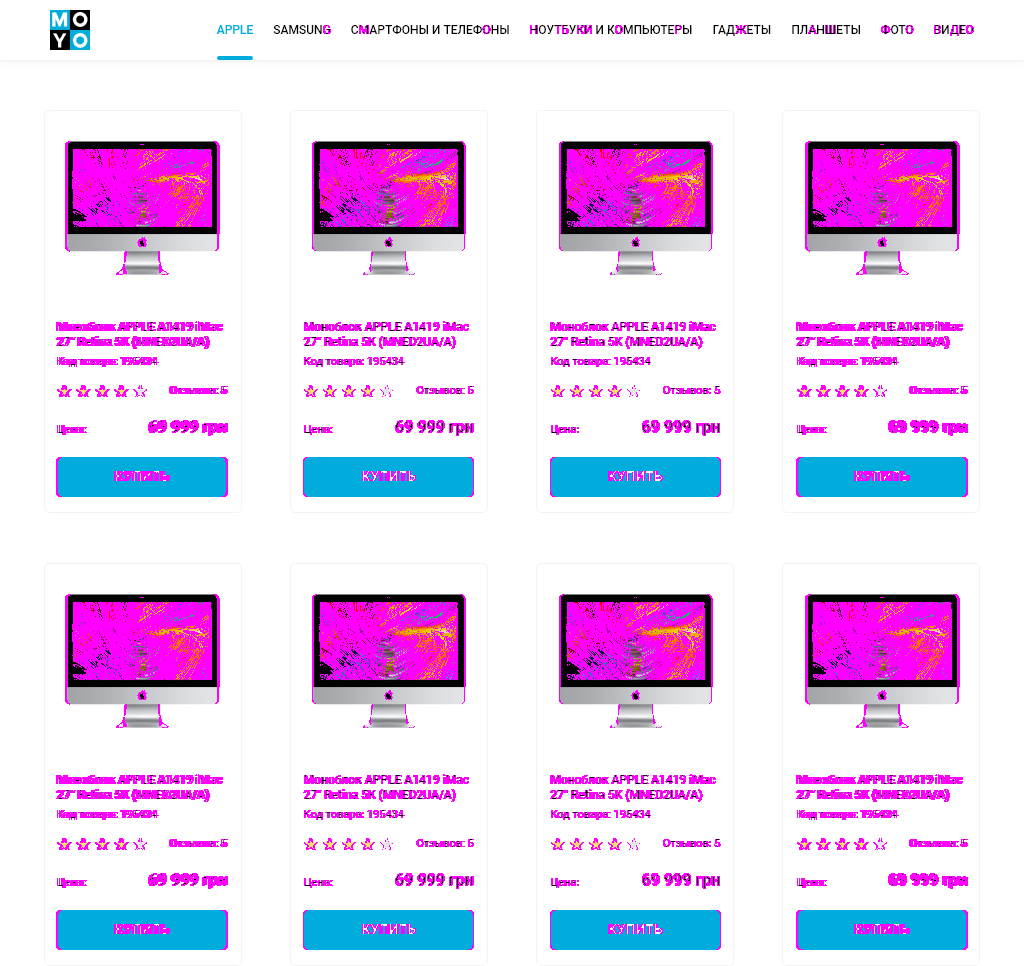 MO
YO
APPLE SAMSUNG СМАРТФОНЫ И ТЕЛЕФОНЫ НОУТБУКИ И КОМПЬЮТЕРЫ ГАДЖЕТЫ ПЛАНШЕТЫ ФОТО ВИДЕО
Моноблок APPLE A1419 iMac
27" Retina 5K (MNED2UA/A)
Код товара: 195434
Отзывов: 5
Цена: 69 999 грн
КУПИТЬ
Моноблок APPLE A1419 iMac
27" Retina 5K (MNED2UA/A)
Код товара: 195434
Отзывов: 5
Цена: 69 999 грн
КУПИТЬ
Моноблок APPLE A1419 iMac
27" Retina 5K (MNED2UA/A)
Код товара: 195434
Отзывов: 5
Цена: 69 999 грн
КУПИТЬ
Моноблок APPLE A1419 iMac
27" Retina 5K (MNED2UA/A)
Код товара: 195434
Отзывов: 5
Цена: 69 999 грн
КУПИТЬ
Моноблок APPLE A1419 iMac
27" Retina 5K (MNED2UA/A)
Код товара: 195434
Отзывов: 5
Цена: 69 999 грн
КУПИТЬ
Моноблок APPLE A1419 iMac
27" Retina 5K (MNED2UA/A)
Код товара: 195434
Отзывов: 5
Цена: 69 999 грн
КУПИТЬ
Моноблок APPLE A1419 iMac
27" Retina 5K (MNED2UA/A)
Код товара: 195434
Отзывов: 5
Цена: 69 999 грн
КУПИТЬ
Моноблок APPLE A1419 iMac
27" Retina 5K (MNED2UA/A)
Код товара: 195434
Отзывов: 5
Цена: 69 999 грн
КУПИТЬ